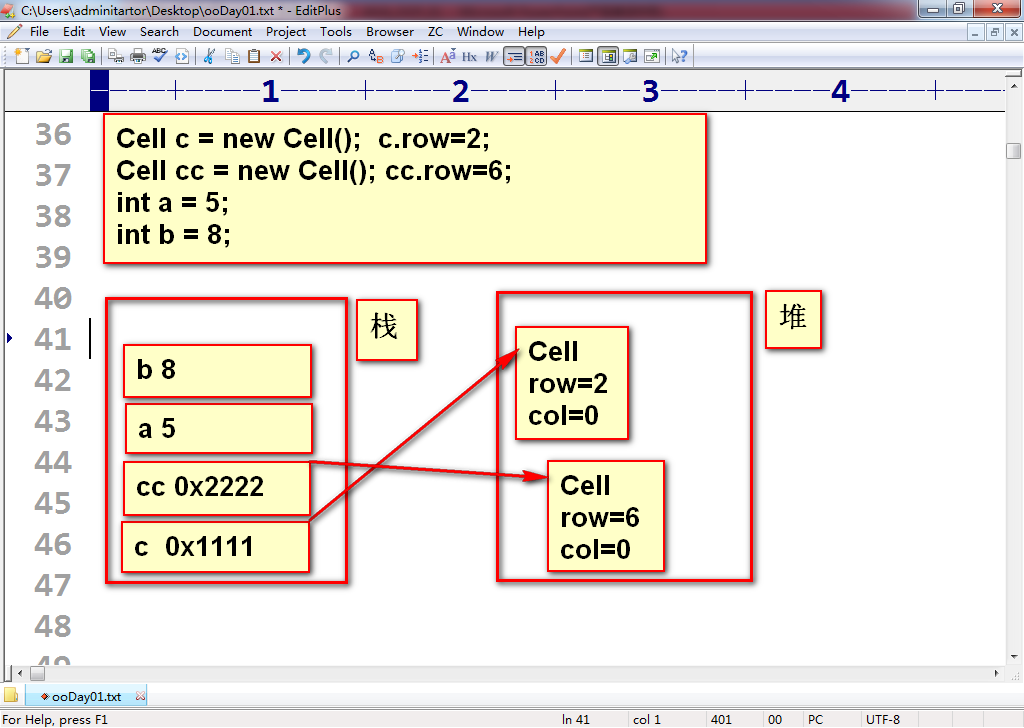 C:\Users\adminitartor\Desktop\ooDay01.txt * - EditPlus
File Edit View Search Document Project Tools Browser ZC Window Help
1 2 3 4
36
37
38
39
40
41
42
43
44
45
46
47
48
49
Cell c = new Cell();  c.row=2;
Cell cc = new Cell(); cc.row=6;
int a = 5;
int b = 8;
栈
b 8
a 5
cc 0x2222
c  0x1111
堆
Cell
row=2
col=0
Cell
row=6
col=0
ooDay01.txt
For Help, press F1 ln 41 col 1 401 00 PC UTF-8